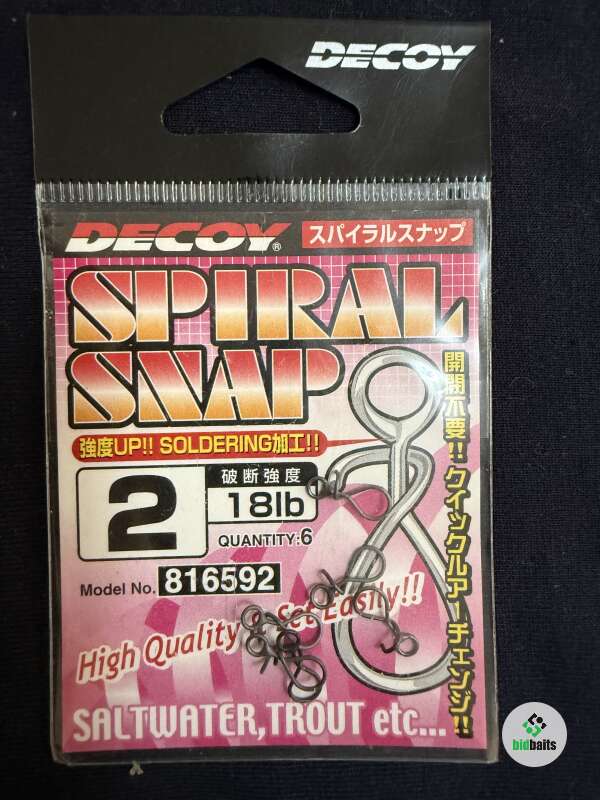 DECOY
DECOY® スパイラルスナップ
SPIRAL
SNAP
強度UP!! SOLDERING加工!!
開閉不要!! クイックルアーチェンジ!!
2
破断強度
18lb
QUANTITY:6
Model No. 816592
High Quality & Set Easily!!
SALTWATER, TROUT etc...
bidbaits